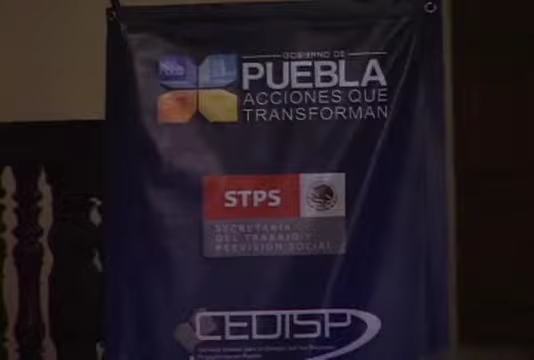 GOBIERNO DE
PUEBLA
ACCIONES QUE
TRANSFORMAN
STPS
SECRETARÍA
DEL TRABAJO Y
PREVISIÓN SOCIAL
CEDISP